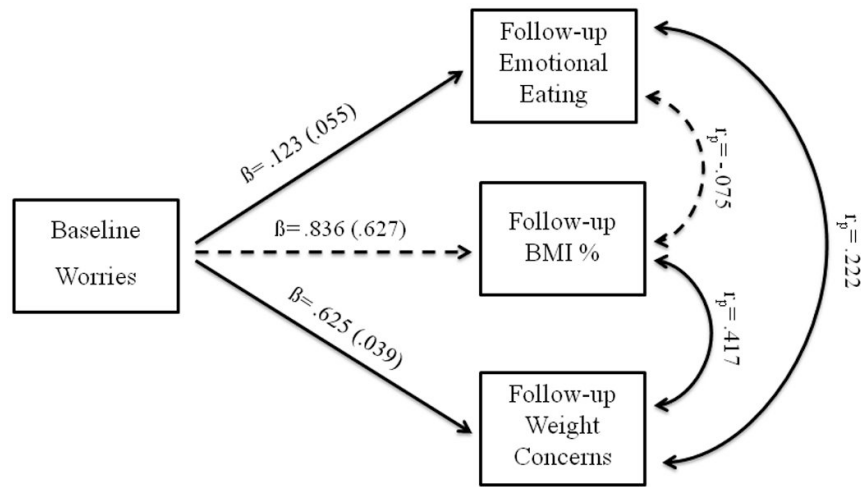 Follow-up
Emotional
Eating
ß= .123 (.055)
rp= -.075
Baseline
Worries
ß= .836 (.627)
Follow-up
BMI %
rp= .222
ß= .625 (.039)
rp= .417
Follow-up
Weight
Concerns